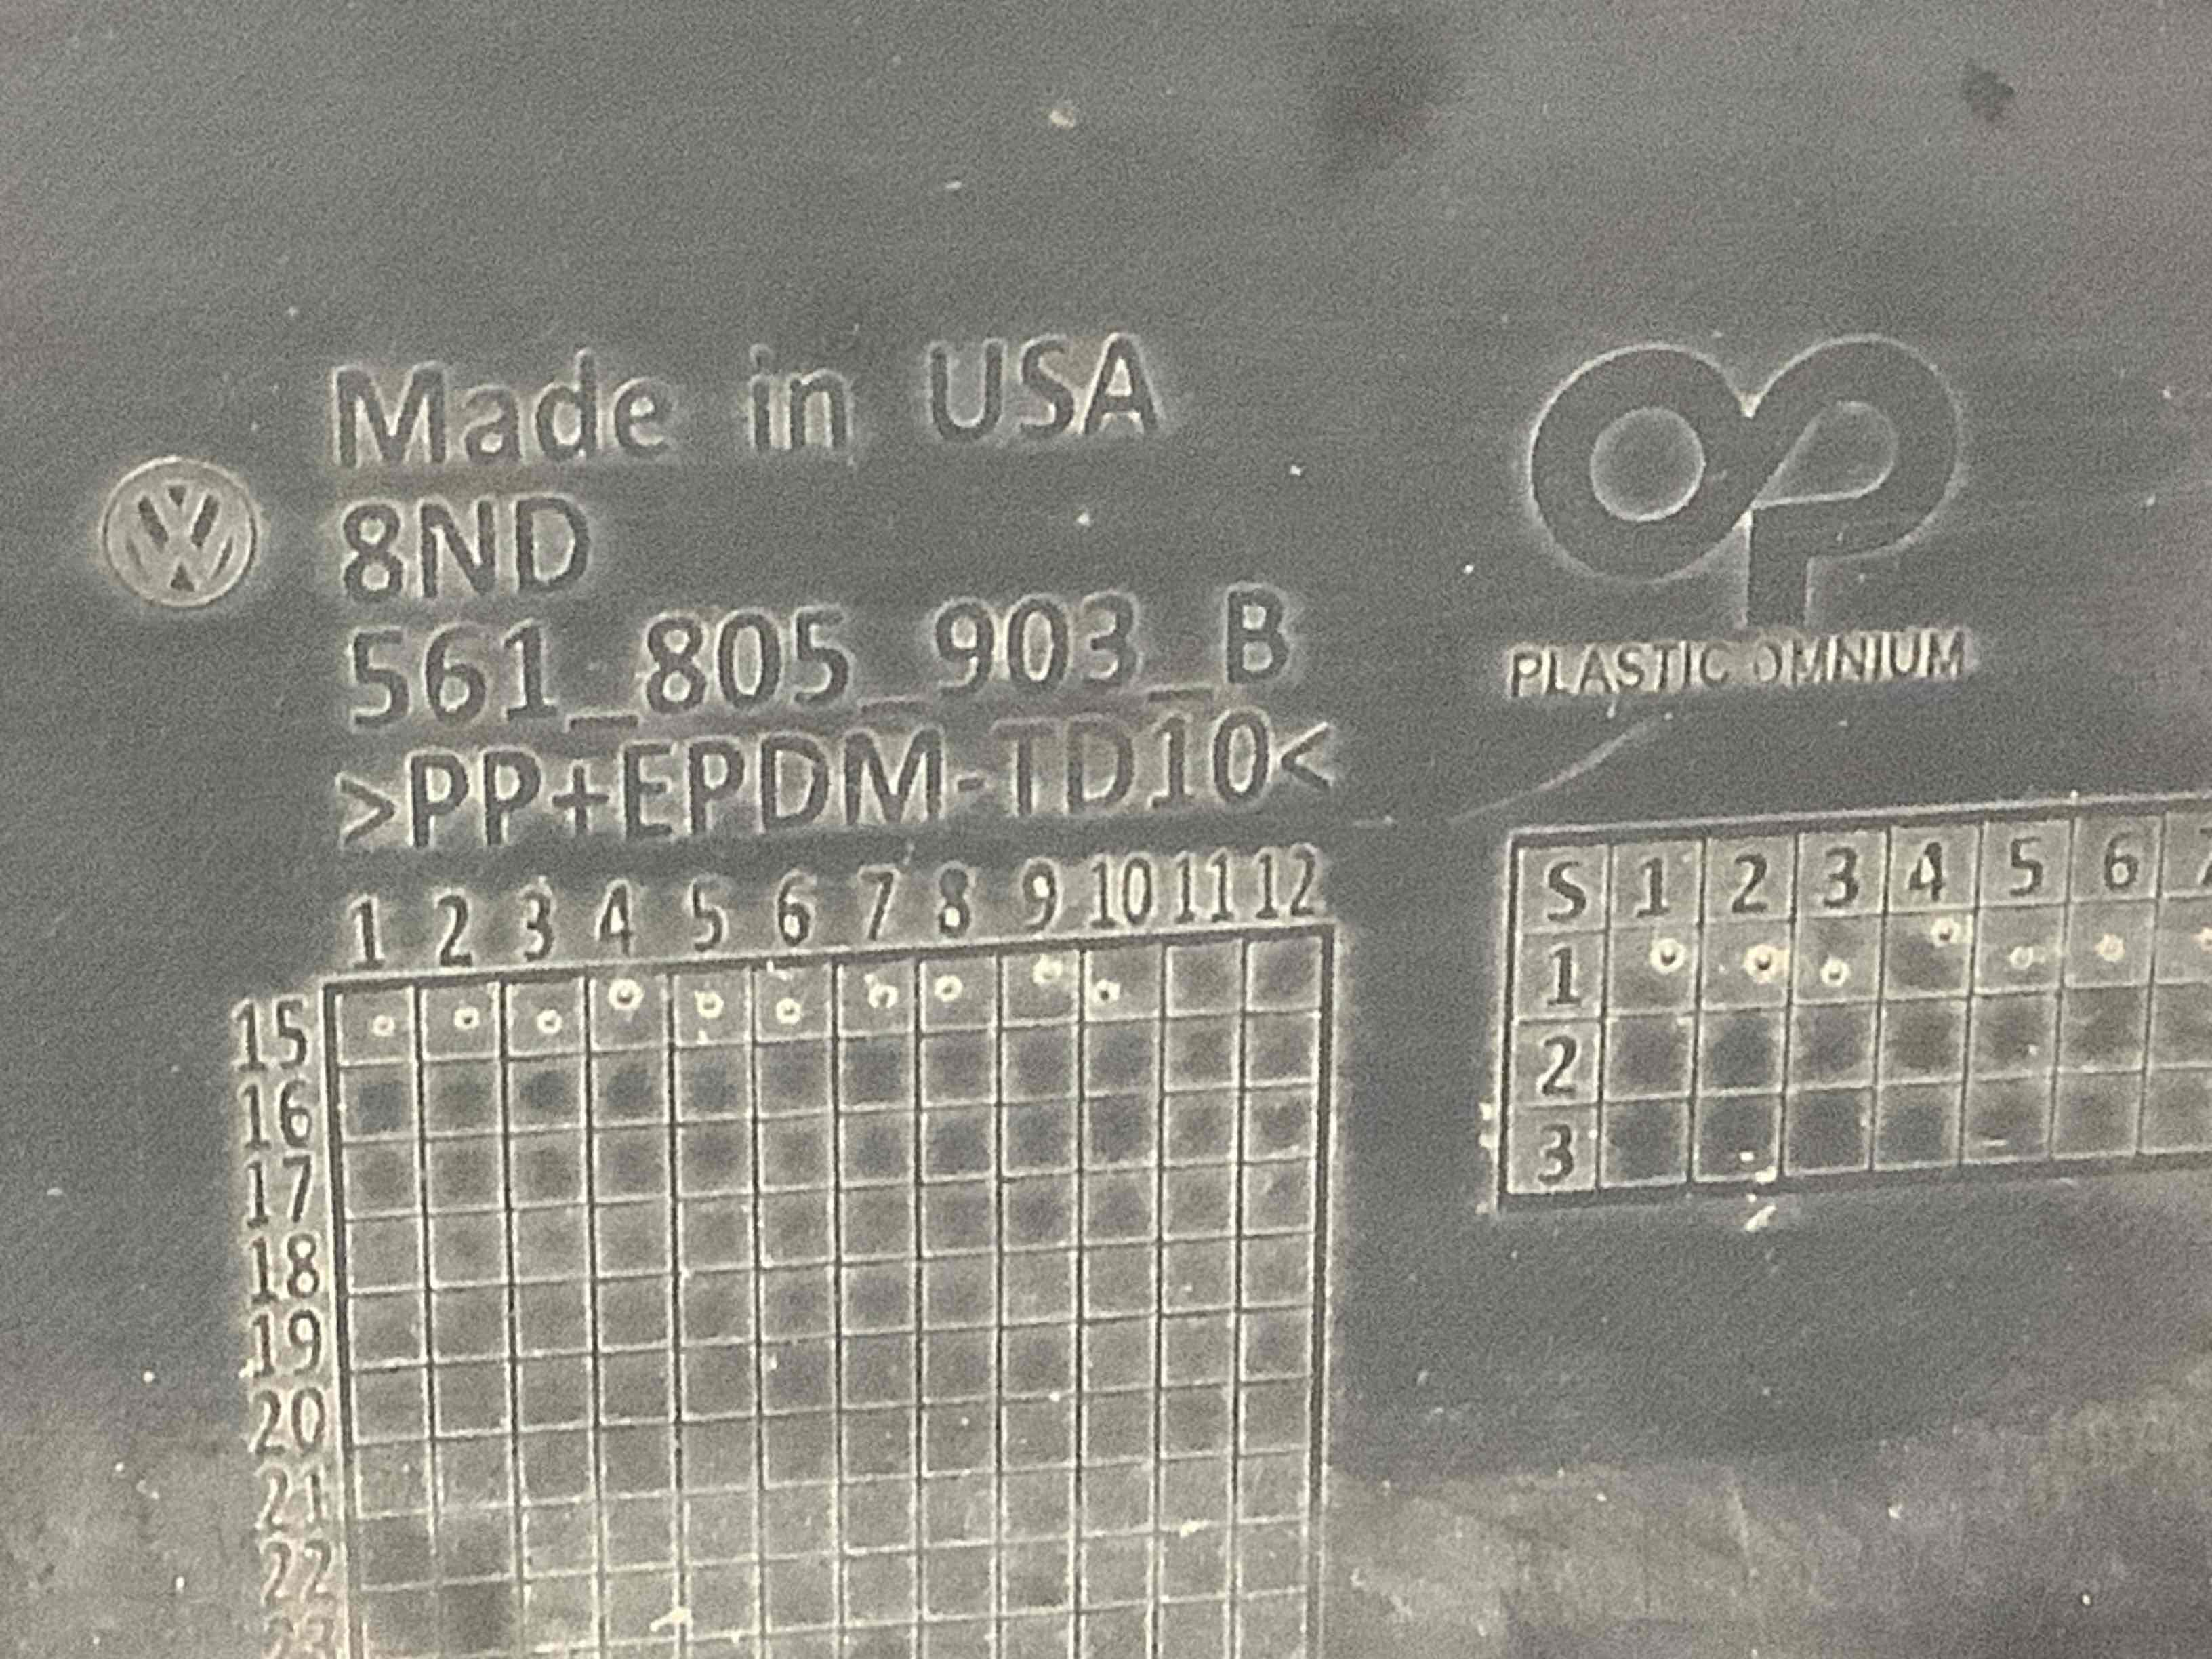 Made in USA
8ND
561_805_903_B
>PP+EPDM-TD10<
PLASTIC OMNIUM
1 2 3 4 5 6 7 8 9 10 11 12
15
16
17
18
19
20
21
22
23
S 1 2 3 4 5 6 7
1
2
3